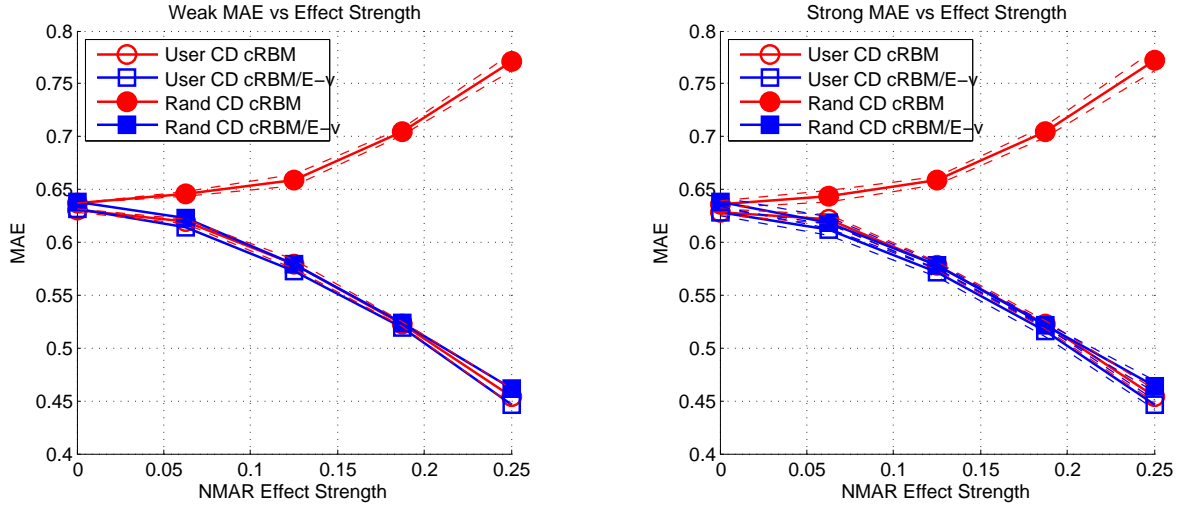 Weak MAE vs Effect Strength
0.8
0.75
0.7
0.65
0.6
0.55
0.5
0.45
0.4
MAE
User CD cRBM
User CD cRBM/E−v
Rand CD cRBM
Rand CD cRBM/E−v
0 0.05 0.1 0.15 0.2 0.25
NMAR Effect Strength
Strong MAE vs Effect Strength
0.8
0.75
0.7
0.65
0.6
0.55
0.5
0.45
0.4
MAE
User CD cRBM
User CD cRBM/E−v
Rand CD cRBM
Rand CD cRBM/E−v
0 0.05 0.1 0.15 0.2 0.25
NMAR Effect Strength